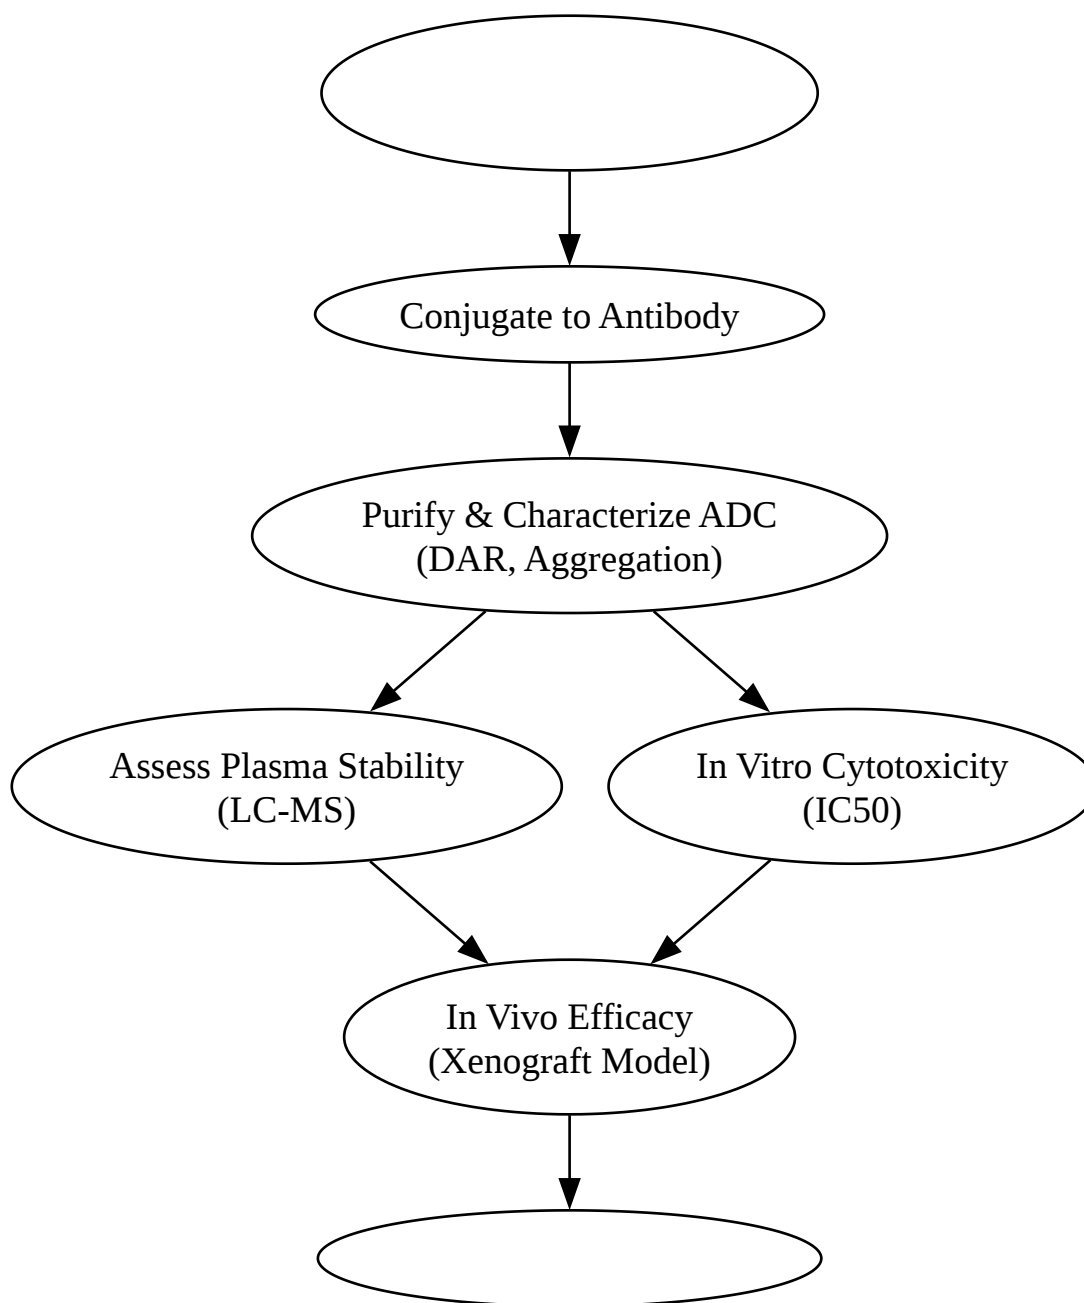 Conjugate to Antibody
Purify & Characterize ADC
(DAR, Aggregation)
Assess Plasma Stability
(LC-MS)
In Vitro Cytotoxicity
(IC50)
In Vivo Efficacy
(Xenograft Model)